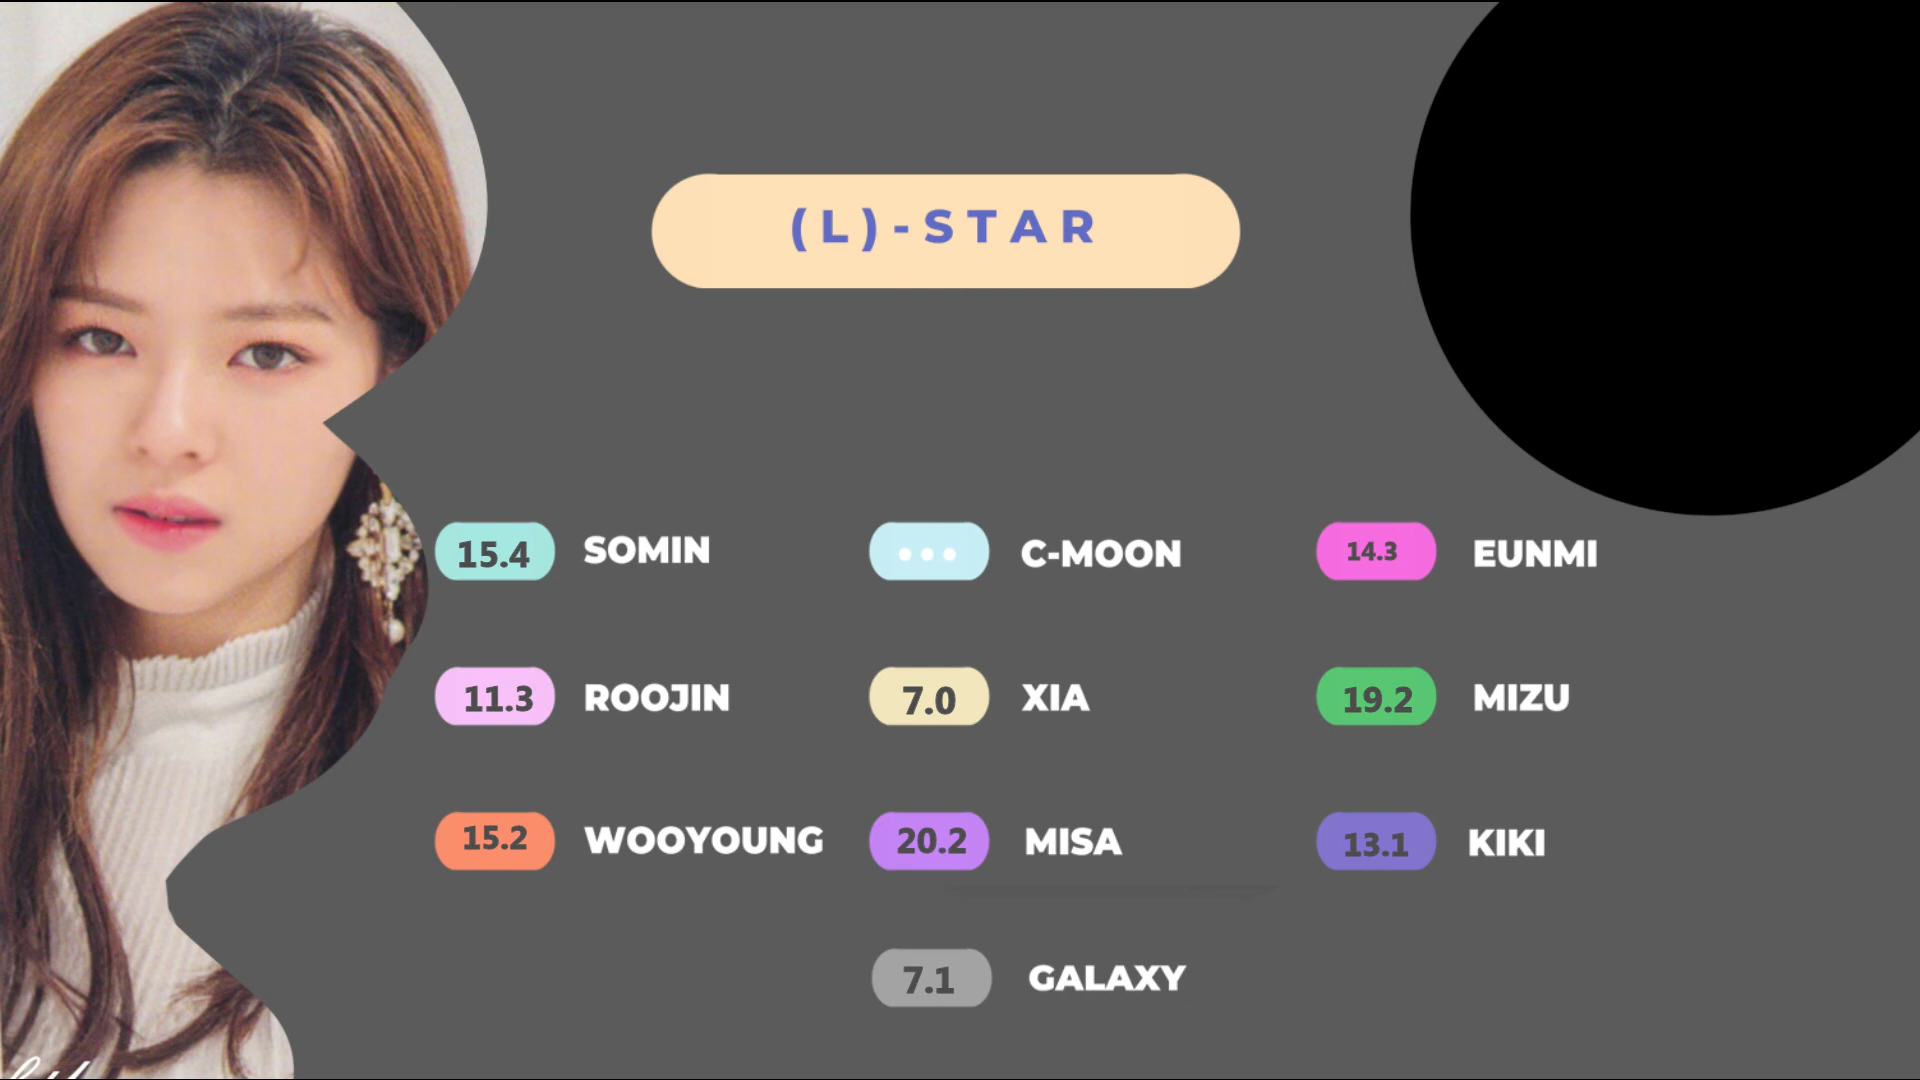 (L)-STAR
15.4 SOMIN ... C-MOON 14.3 EUNMI
11.3 ROOJIN 7.0 XIA 19.2 MIZU
15.2 WOOYOUNG 20.2 MISA 13.1 KIKI
7.1 GALAXY